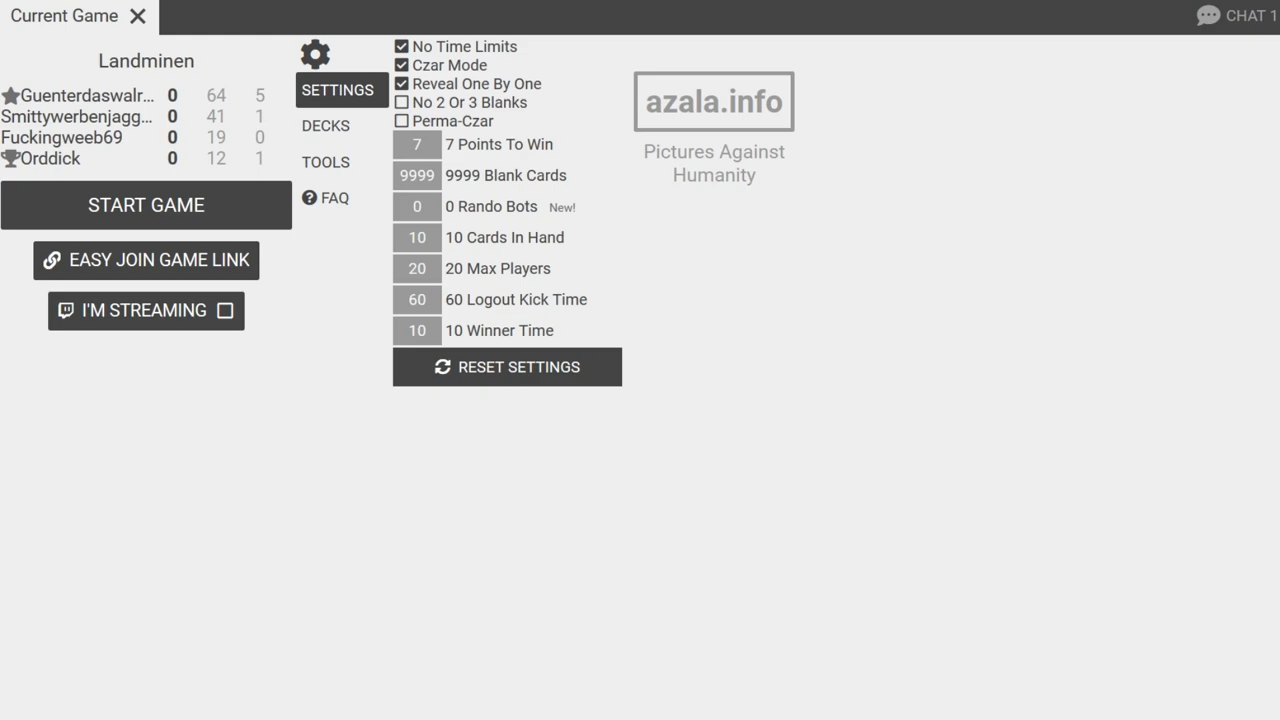 Current Game
CHAT 1
Landminen
Guenterdaswalr... 0 64 5
Smittywerbenjagg... 0 41 1
Fuckingweeb69 0 19 0
Orddick 0 12 1
START GAME
EASY JOIN GAME LINK
I'M STREAMING
SETTINGS
DECKS
TOOLS
FAQ
No Time Limits
Czar Mode
Reveal One By One
No 2 Or 3 Blanks
Perma-Czar
7 7 Points To Win
9999 9999 Blank Cards
0 0 Rando Bots New!
10 10 Cards In Hand
20 20 Max Players
60 60 Logout Kick Time
10 10 Winner Time
RESET SETTINGS
azala.info
Pictures Against
Humanity